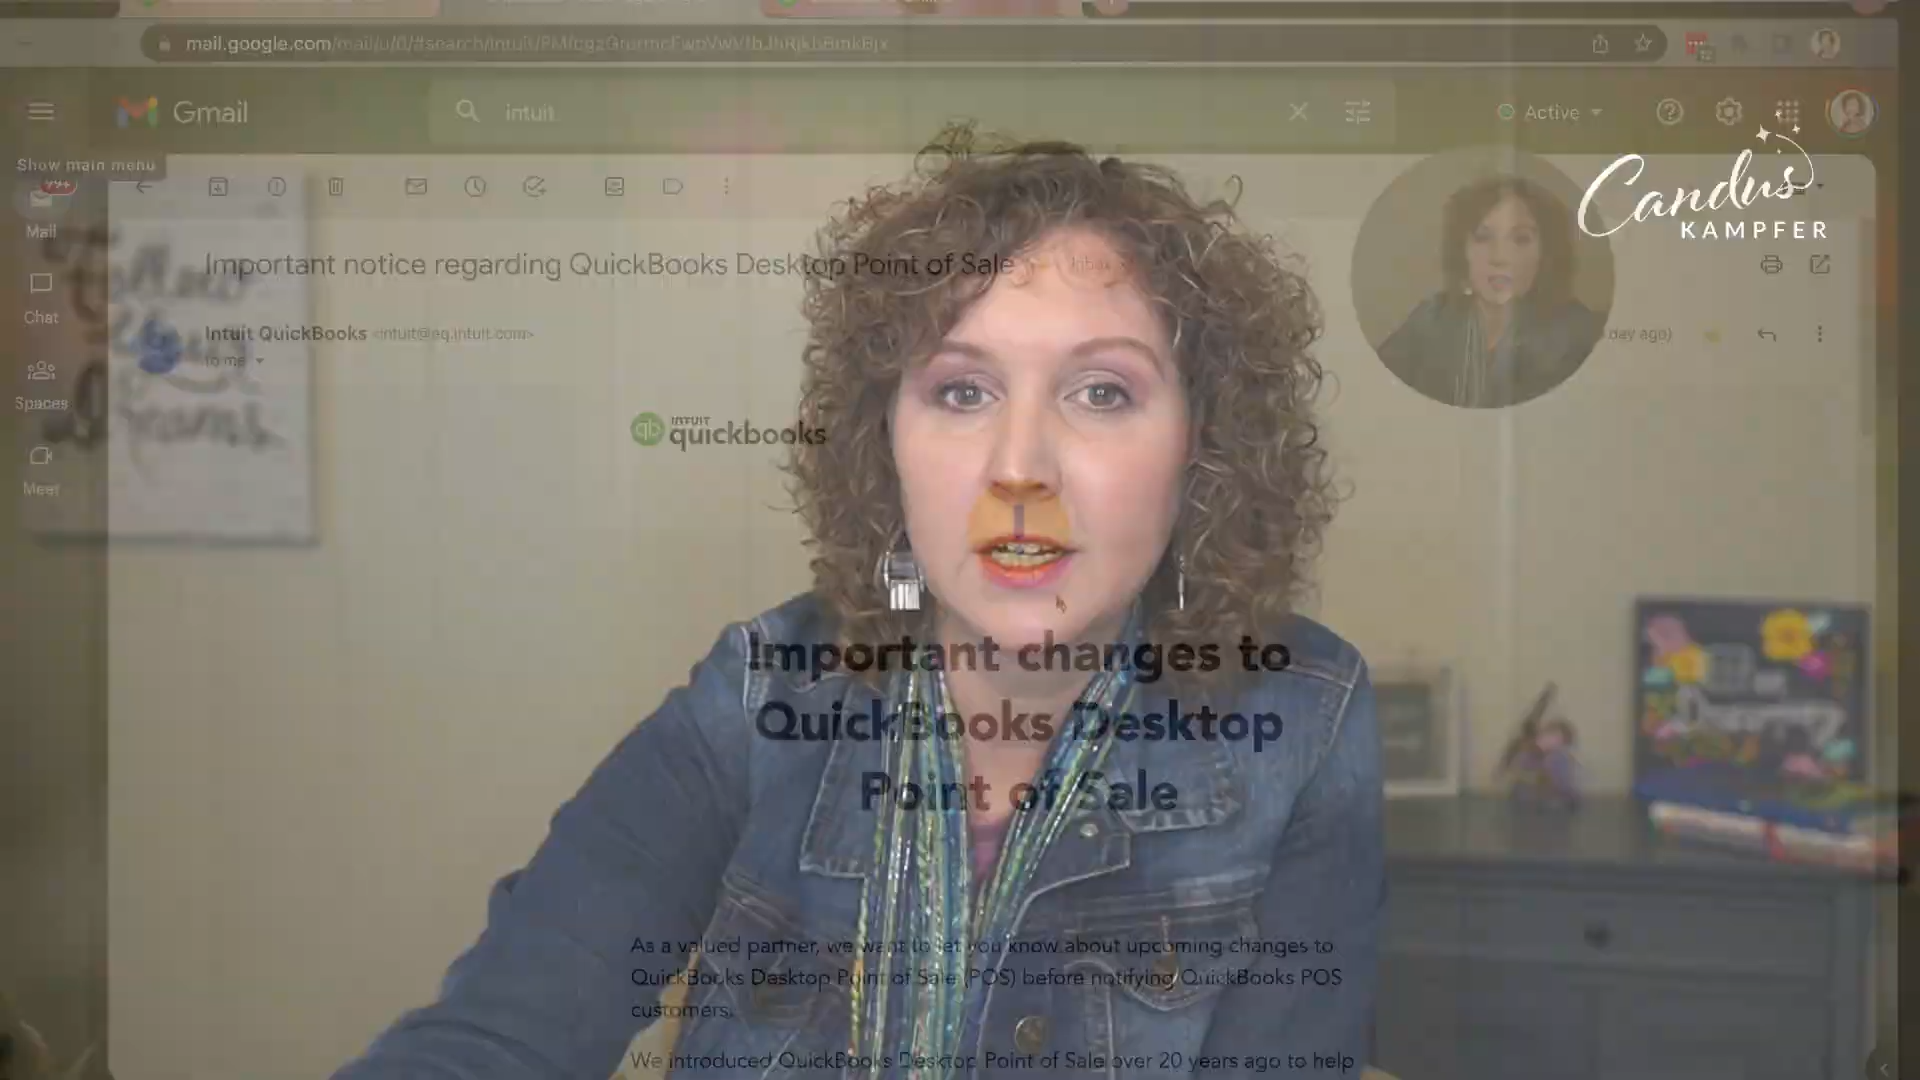 mail.google.com
Gmail
intuit
Active
Candus
KAMPFER
Show main menu
99+
Mail
Important notice regarding QuickBooks Desktop Point of Sale
Inbox
Chat
Intuit QuickBooks <intuit@eq.intuit.com>
day ago)
to me
Spaces
INTUIT
quickbooks
Meet
Important changes to
QuickBooks Desktop
Point of Sale
As a valued partner, we want to let you know about upcoming changes to
QuickBooks Desktop Point of Sale (POS) before notifying QuickBooks POS
customers.
We introduced QuickBooks Desktop Point of Sale over 20 years ago to help